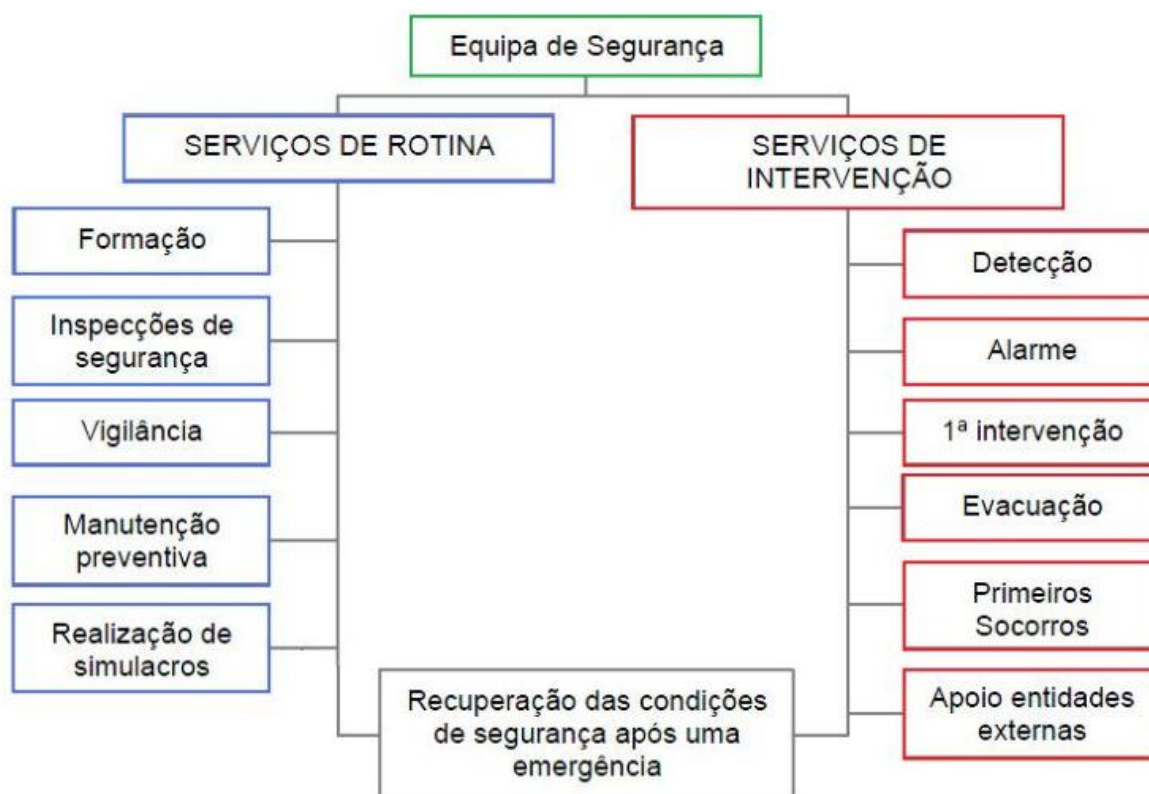 Equipa de Segurança
SERVIÇOS DE ROTINA
SERVIÇOS DE
INTERVENÇÃO
Formação
Inspecções de
segurança
Vigilância
Manutenção
preventiva
Realização de
simulacros
Detecção
Alarme
1ª intervenção
Evacuação
Primeiros
Socorros
Apoio entidades
externas
Recuperação das condições
de segurança após uma
emergência